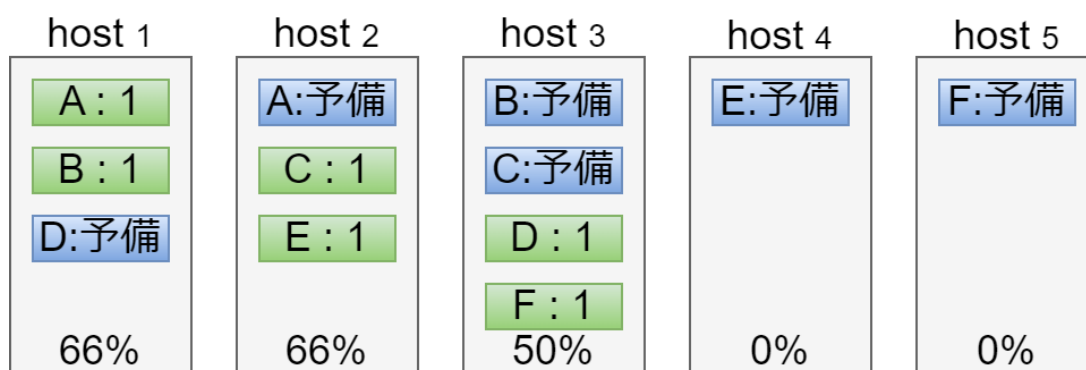 host 1
A : 1
B : 1
D:予備
66%
host 2
A:予備
C : 1
E : 1
66%
host 3
B:予備
C:予備
D : 1
F : 1
50%
host 4
E:予備
0%
host 5
F:予備
0%